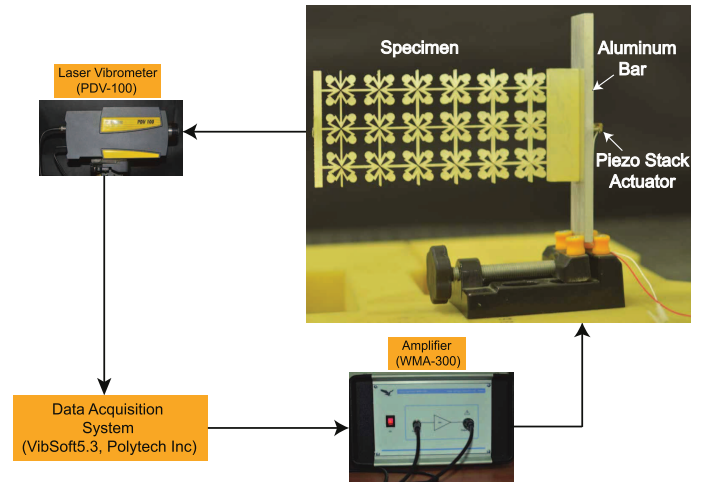 Laser Vibrometer
(PDV-100)
PDV 100
Specimen
Aluminum
Bar
Piezo Stack
Actuator
Amplifier
(WMA-300)
Data Acquisition
System
(VibSoft5.3, Polytech Inc)